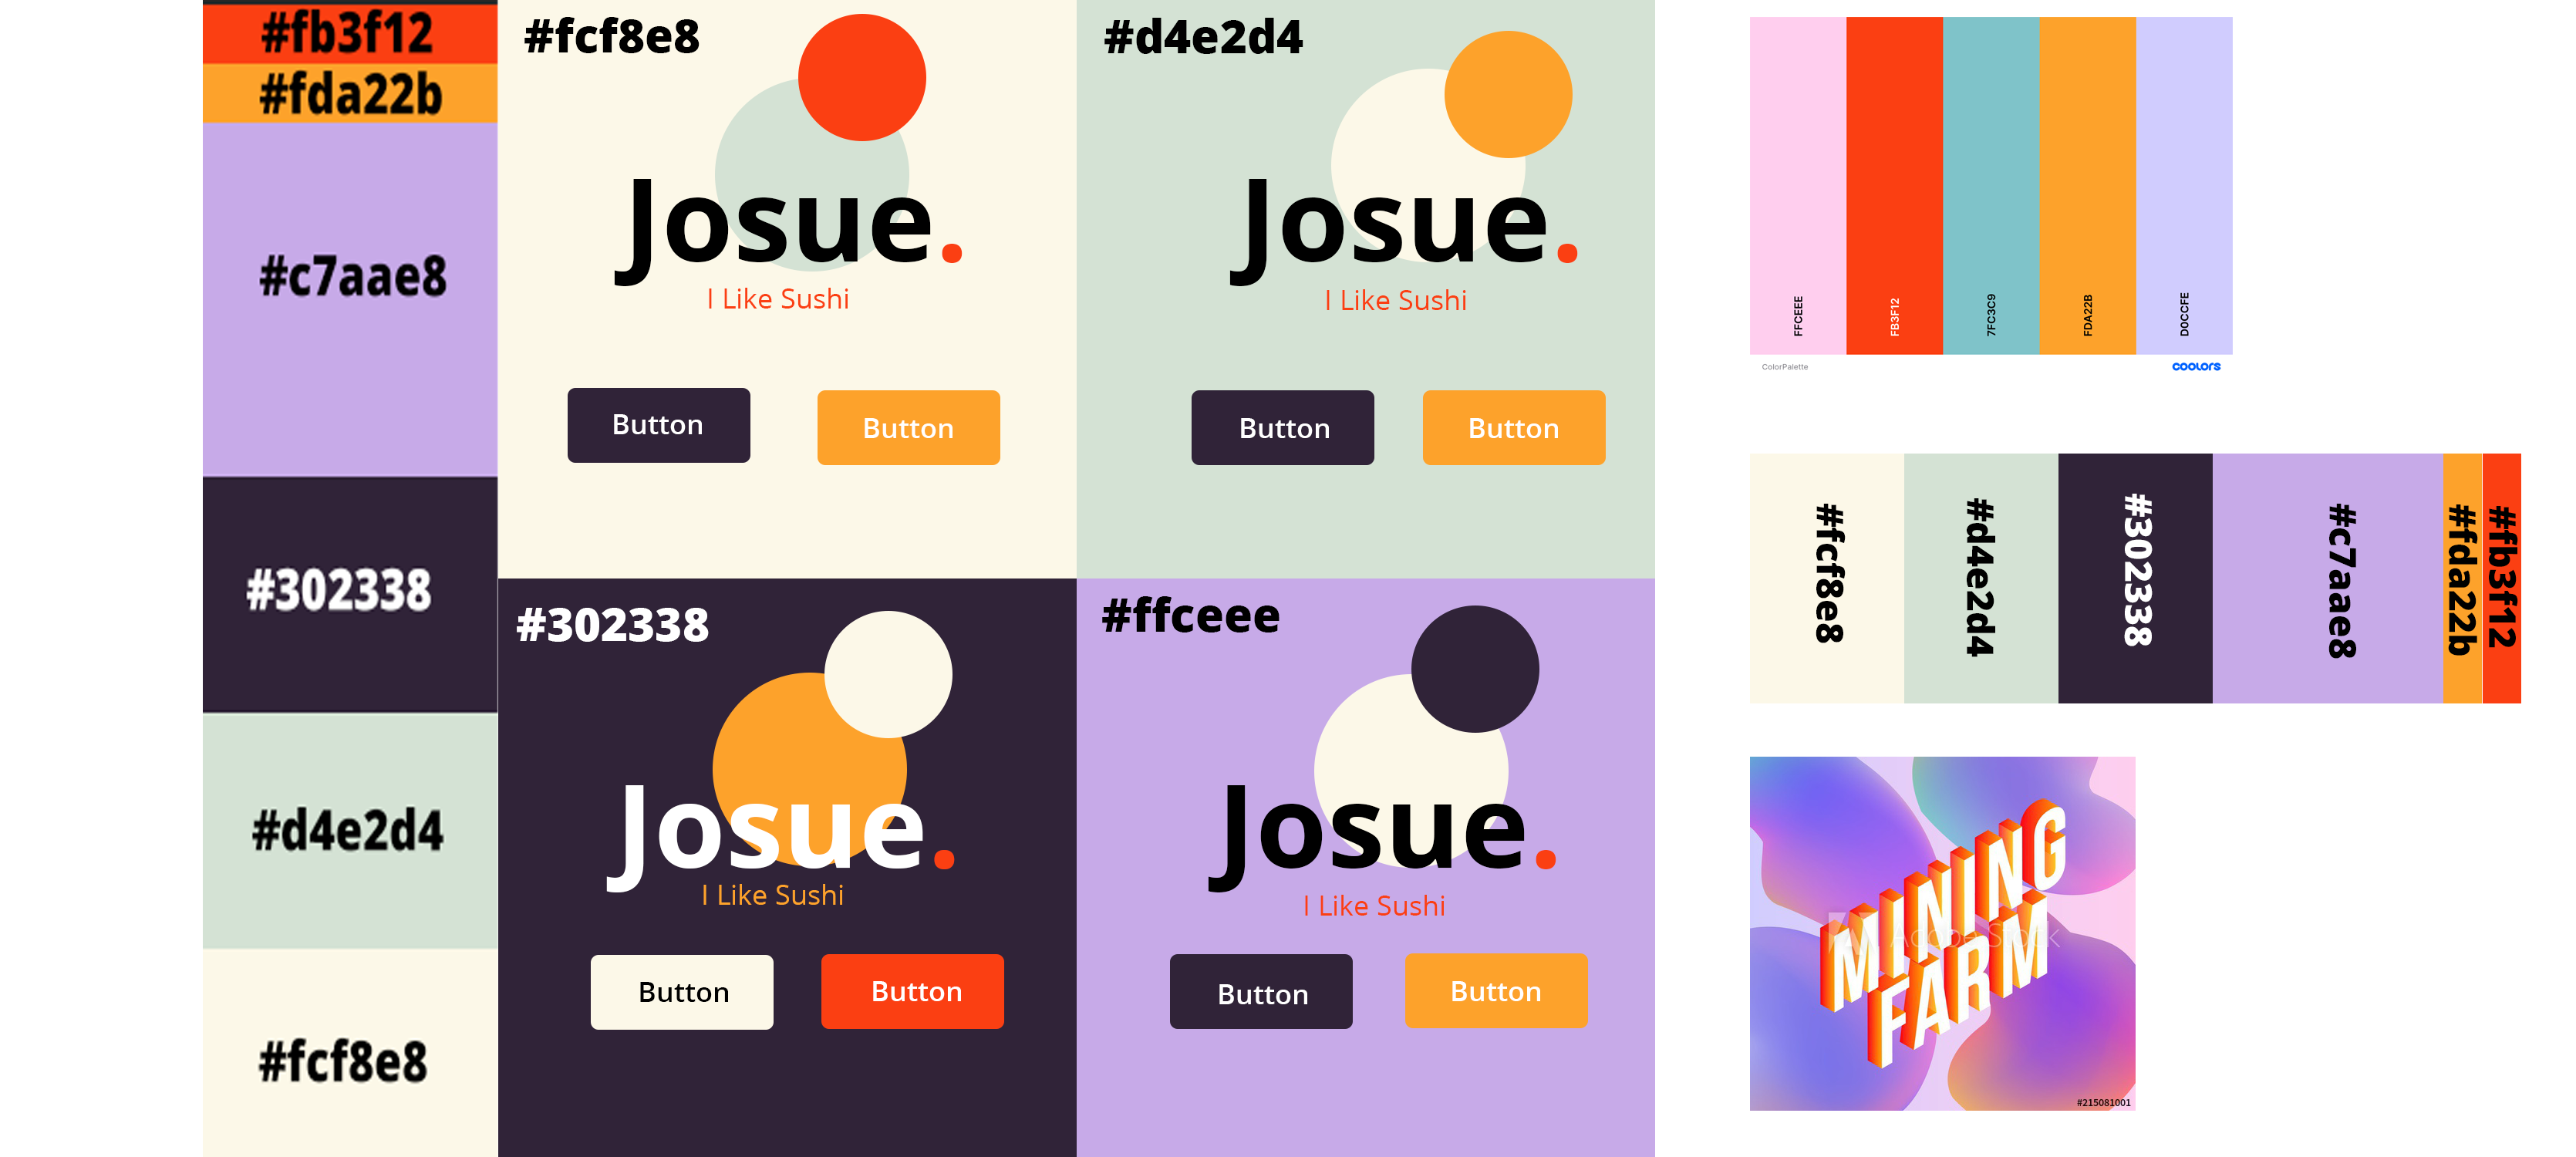 #fb3f12
#fda22b
#c7aae8
#302338
#d4e2d4
#fcf8e8
#fcf8e8
Josue.
I Like Sushi
Button
Button
#d4e2d4
Josue.
I Like Sushi
Button
Button
#302338
Josue.
I Like Sushi
Button
Button
#ffceee
Josue.
I Like Sushi
Button
Button
FFCEEE
FB3F12
7FC3C9
FDA22B
D0CCFE
ColorPalette
coolors
#fcf8e8
#d4e2d4
#302338
#c7aae8
#fda22b
#fb3f12
MINING
FARM
Adobe Stock
#215081001